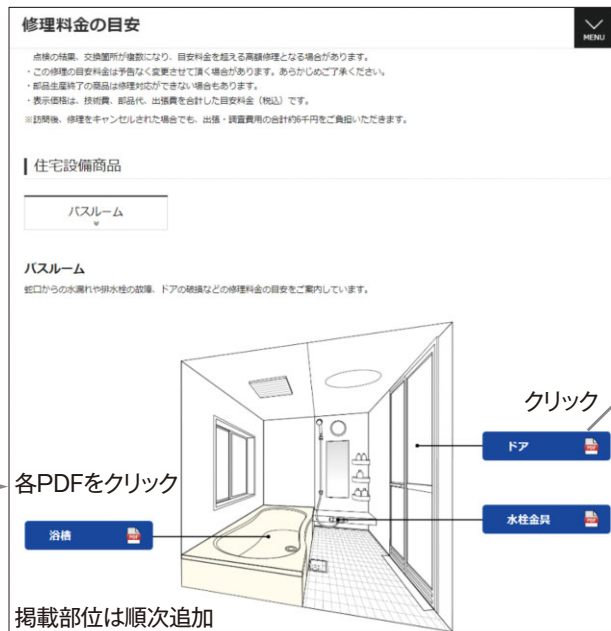 修理料金の目安
MENU
点検の結果、交換箇所が複数になり、目安料金を超える高額修理となる場合があります。
・この修理の目安料金は予告なく変更させて頂く場合があります。あらかじめご了承ください。
・部品生産終了の商品は修理対応ができない場合もあります。
・表示価格は、技術費、部品代、出張費を合計した目安料金（税込）です。
※訪問後、修理をキャンセルされた場合でも、出張・調査費用の合計約6千円をご負担いただきます。
住宅設備商品
バスルーム
バスルーム
蛇口からの水漏れや排水栓の故障、ドアの破損などの修理料金の目安をご案内しています。
クリック
ドア PDF
各PDFをクリック
水栓金具 PDF
浴槽 PDF
掲載部位は順次追加